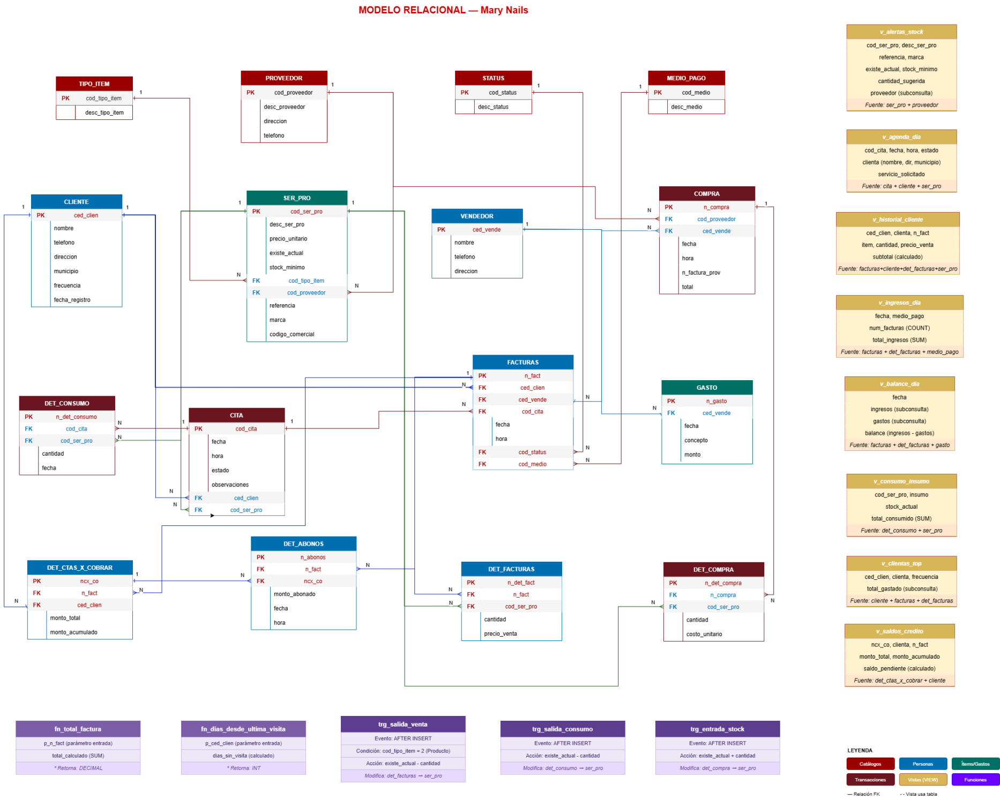 MODELO RELACIONAL — Mary Nails
TIPO_ITEM
PK cod_tipo_item
desc_tipo_item
1
PROVEEDOR
PK cod_proveedor
desc_proveedor
direccion
telefono
1
STATUS
PK cod_status
desc_status
1
MEDIO_PAGO
PK cod_medio
desc_medio
1
CLIENTE
PK ced_clien
nombre
telefono
direccion
municipio
frecuencia
fecha_registro
1
1
SER_PRO
PK cod_ser_pro
desc_ser_pro
precio_unitario
existe_actual
stock_minimo
FK cod_tipo_item
FK cod_proveedor
referencia
marca
codigo_comercial
1
1
N
N
VENDEDOR
PK ced_vende
nombre
telefono
direccion
1
COMPRA
PK n_compra
FK cod_proveedor
FK ced_vende
fecha
hora
n_factura_prov
total
1
N
N
FACTURAS
PK n_fact
FK ced_clien
FK ced_vende
FK cod_cita
fecha
hora
FK cod_status
FK cod_medio
1
N
N
N
N
N
GASTO
PK n_gasto
FK ced_vende
fecha
concepto
monto
N
DET_CONSUMO
PK n_det_consumo
FK cod_cita
FK cod_ser_pro
cantidad
fecha
N
N
CITA
PK cod_cita
fecha
hora
estado
observaciones
FK ced_clien
FK cod_ser_pro
1
1
N
N
DET_CTAS_X_COBRAR
PK ncx_co
FK n_fact
FK ced_clien
monto_total
monto_acumulado
1
N
N
DET_ABONOS
PK n_abonos
FK n_fact
FK ncx_co
monto_abonado
fecha
hora
N
N
DET_FACTURAS
PK n_det_fact
FK n_fact
FK cod_ser_pro
cantidad
precio_venta
N
N
DET_COMPRA
PK n_det_compra
FK n_compra
FK cod_ser_pro
cantidad
costo_unitario
N
N
v_alertas_stock
cod_ser_pro, desc_ser_pro
referencia, marca
existe_actual, stock_minimo
cantidad_sugerida
proveedor (subconsulta)
Fuente: ser_pro + proveedor
v_agenda_dia
cod_cita, fecha, hora, estado
clienta (nombre, dir, municipio)
servicio_solicitado
Fuente: cita + cliente + ser_pro
v_historial_cliente
ced_clien, clienta, n_fact
item, cantidad, precio_venta
subtotal (calculado)
Fuente: facturas+cliente+det_facturas+ser_pro
v_ingresos_dia
fecha, medio_pago
num_facturas (COUNT)
total_ingresos (SUM)
Fuente: facturas + det_facturas + medio_pago
v_balance_dia
fecha
ingresos (subconsulta)
gastos (subconsulta)
balance (ingresos - gastos)
Fuente: facturas + det_facturas + gasto
v_consumo_insumo
cod_ser_pro, insumo
stock_actual
total_consumido (SUM)
Fuente: det_consumo + ser_pro
v_clientas_top
ced_clien, clienta, frecuencia
total_gastado (subconsulta)
Fuente: cliente + facturas + det_facturas
v_saldos_credito
ncx_co, clienta, n_fact
monto_total, monto_acumulado
saldo_pendiente (calculado)
Fuente: det_ctas_x_cobrar + cliente
fn_total_factura
p_n_fact (parámetro entrada)
total_calculado (SUM)
* Retorna: DECIMAL
fn_dias_desde_ultima_visita
p_ced_clien (parámetro entrada)
dias_sin_visita (calculado)
* Retorna: INT
trg_salida_venta
Evento: AFTER INSERT
Condición: cod_tipo_item = 2 (Producto)
Acción: existe_actual - cantidad
Modifica: det_facturas → ser_pro
trg_salida_consumo
Evento: AFTER INSERT
Acción: existe_actual - cantidad
Modifica: det_consumo → ser_pro
trg_entrada_stock
Evento: AFTER INSERT
Acción: existe_actual + cantidad
Modifica: det_compra → ser_pro
LEYENDA
Catálogos
Personas
Ítems/Gastos
Transacciones
Vistas (VIEW)
Funciones
— Relación FK
- - Vista usa tabla